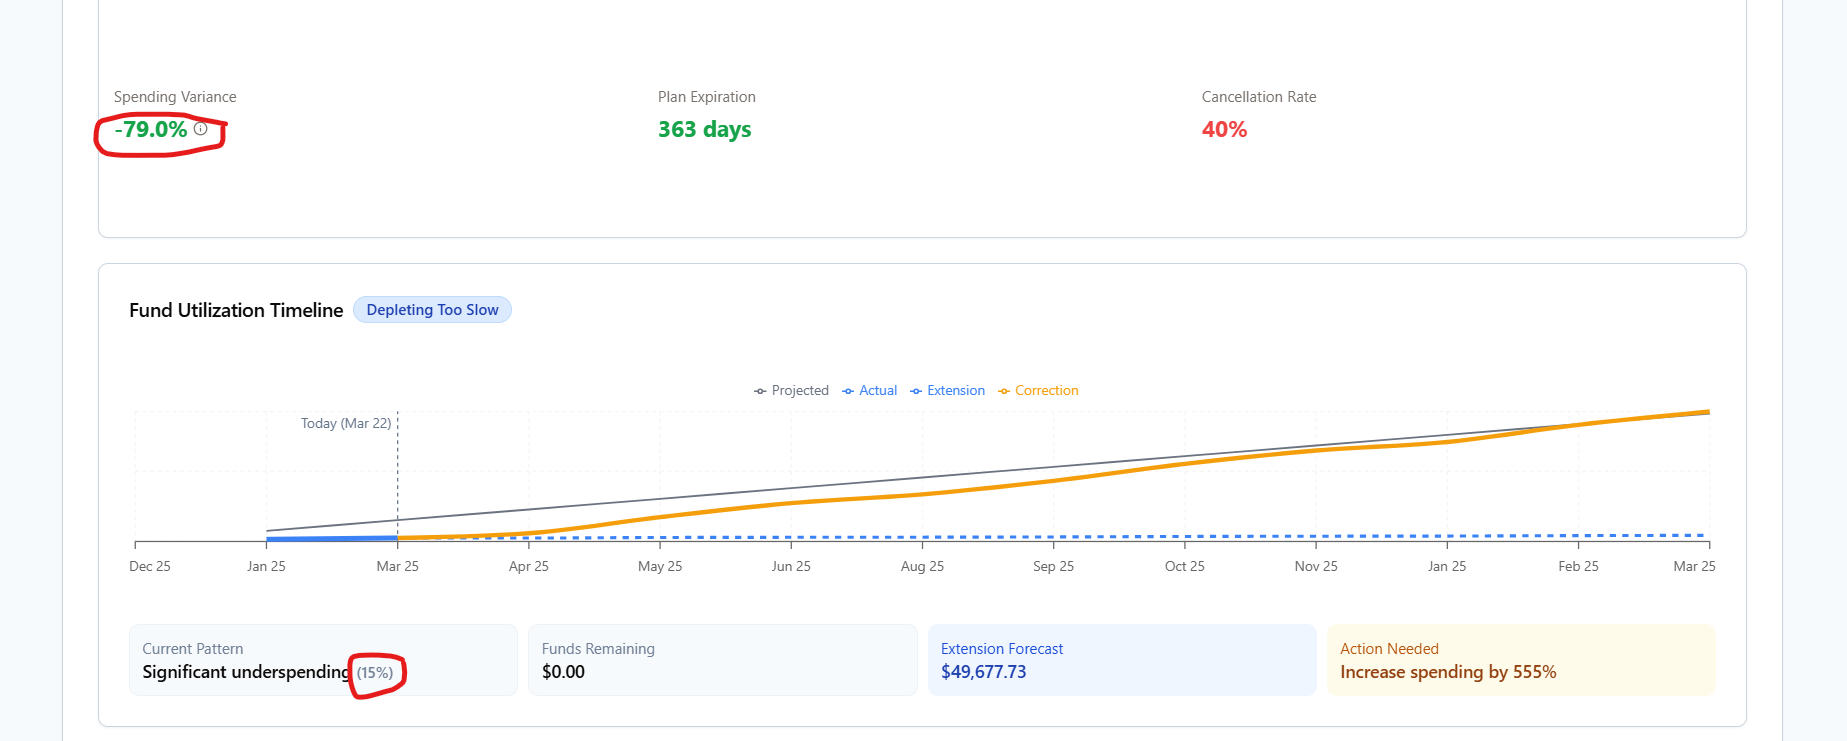 Spending Variance
-79.0%
Plan Expiration
363 days
Cancellation Rate
40%
Fund Utilization Timeline
Depleting Too Slow
Projected Actual Extension Correction
Today (Mar 22)
Dec 25 Jan 25 Mar 25 Apr 25 May 25 Jun 25 Aug 25 Sep 25 Oct 25 Nov 25 Jan 25 Feb 25 Mar 25
Current Pattern
Significant underspending (15%)
Funds Remaining
$0.00
Extension Forecast
$49,677.73
Action Needed
Increase spending by 555%